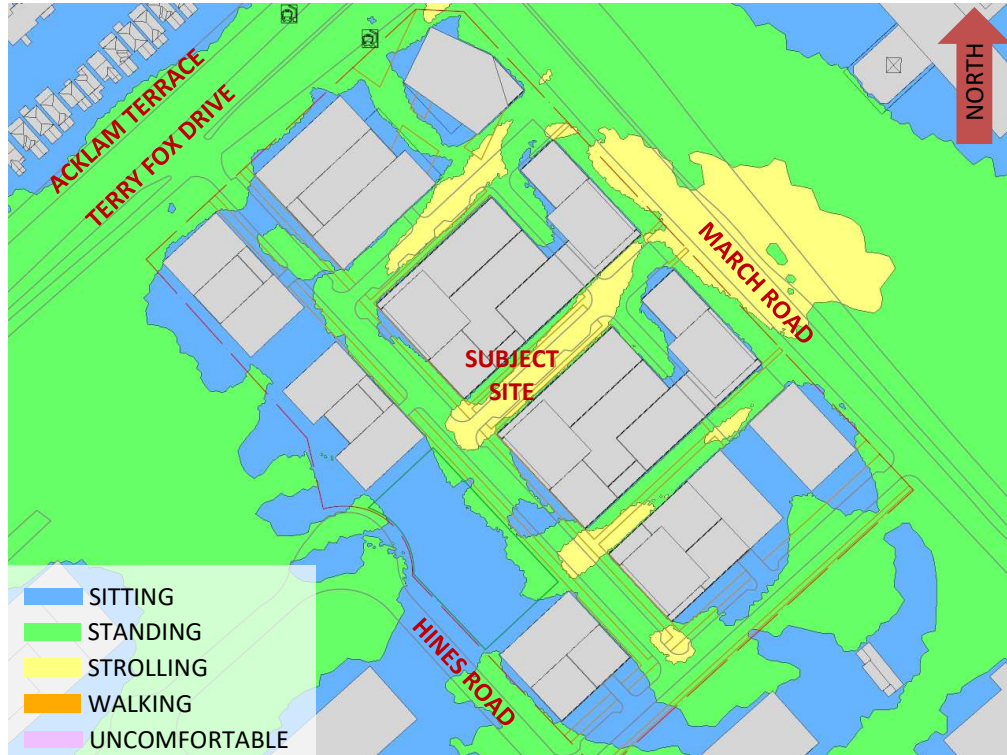 NORTH
ACKLAM TERRACE
TERRY FOX DRIVE
MARCH ROAD
SUBJECT
SITE
HINES ROAD
SITTING
STANDING
STROLLING
WALKING
UNCOMFORTABLE